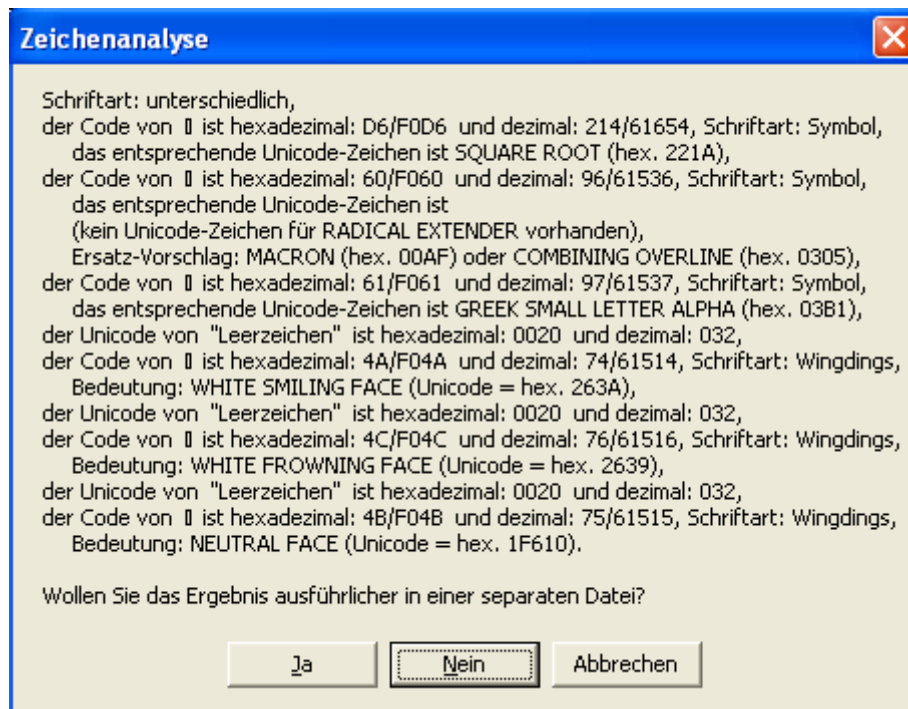 Zeichenanalyse
Schriftart: unterschiedlich,
der Code von ▯ ist hexadezimal: D6/F0D6 und dezimal: 214/61654, Schriftart: Symbol,
das entsprechende Unicode-Zeichen ist SQUARE ROOT (hex. 221A),
der Code von ▯ ist hexadezimal: 60/F060 und dezimal: 96/61536, Schriftart: Symbol,
das entsprechende Unicode-Zeichen ist
(kein Unicode-Zeichen für RADICAL EXTENDER vorhanden),
Ersatz-Vorschlag: MACRON (hex. 00AF) oder COMBINING OVERLINE (hex. 0305),
der Code von ▯ ist hexadezimal: 61/F061 und dezimal: 97/61537, Schriftart: Symbol,
das entsprechende Unicode-Zeichen ist GREEK SMALL LETTER ALPHA (hex. 03B1),
der Unicode von "Leerzeichen" ist hexadezimal: 0020 und dezimal: 032,
der Code von ▯ ist hexadezimal: 4A/F04A und dezimal: 74/61514, Schriftart: Wingdings,
Bedeutung: WHITE SMILING FACE (Unicode = hex. 263A),
der Unicode von "Leerzeichen" ist hexadezimal: 0020 und dezimal: 032,
der Code von ▯ ist hexadezimal: 4C/F04C und dezimal: 76/61516, Schriftart: Wingdings,
Bedeutung: WHITE FROWNING FACE (Unicode = hex. 2639),
der Unicode von "Leerzeichen" ist hexadezimal: 0020 und dezimal: 032,
der Code von ▯ ist hexadezimal: 4B/F04B und dezimal: 75/61515, Schriftart: Wingdings,
Bedeutung: NEUTRAL FACE (Unicode = hex. 1F610).
Wollen Sie das Ergebnis ausführlicher in einer separaten Datei?
Ja Nein Abbrechen